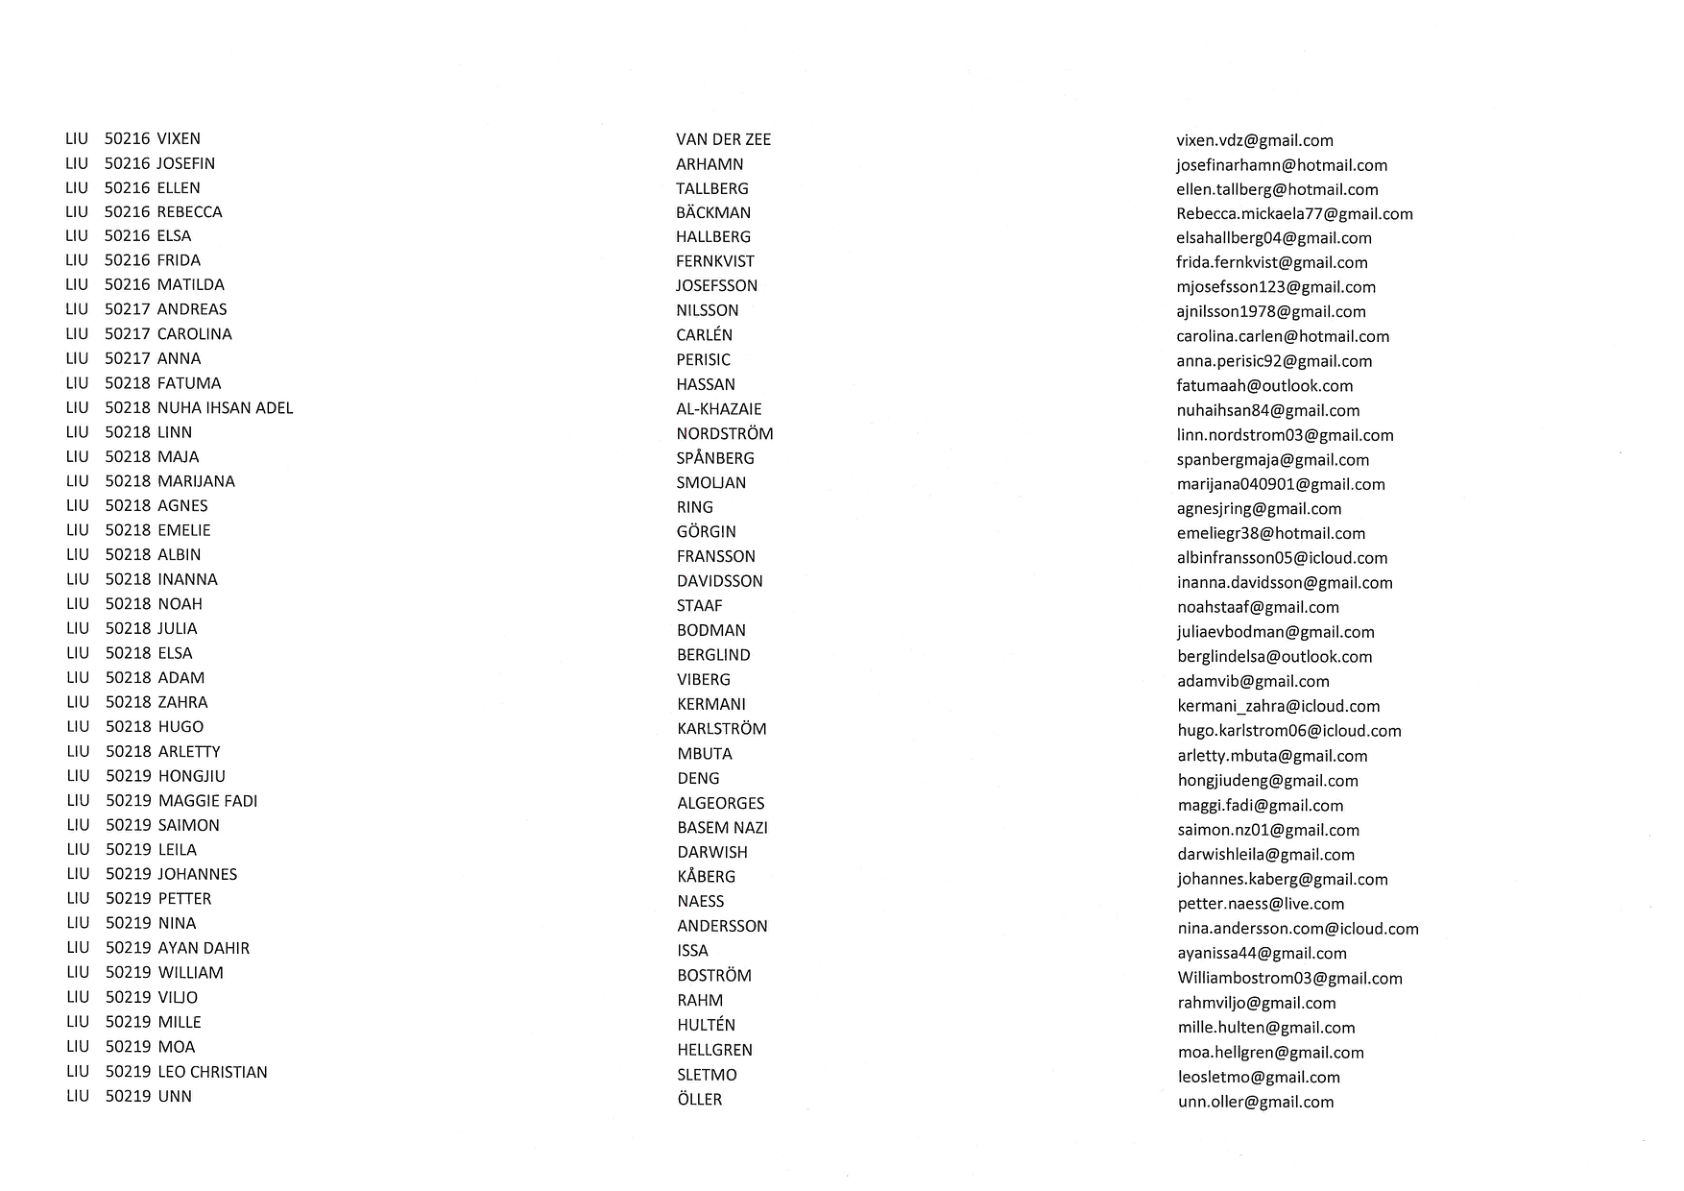 LIU 50216 VIXEN VAN DER ZEE vixen.vdz@gmail.com
LIU 50216 JOSEFIN ARHAMN josefinarhamn@hotmail.com
LIU 50216 ELLEN TALLBERG ellen.tallberg@hotmail.com
LIU 50216 REBECCA BÄCKMAN Rebecca.mickaela77@gmail.com
LIU 50216 ELSA HALLBERG elsahallberg04@gmail.com
LIU 50216 FRIDA FERNKVIST frida.fernkvist@gmail.com
LIU 50216 MATILDA JOSEFSSON mjosefsson123@gmail.com
LIU 50217 ANDREAS NILSSON ajnilsson1978@gmail.com
LIU 50217 CAROLINA CARLÉN carolina.carlen@hotmail.com
LIU 50217 ANNA PERISIC anna.perisic92@gmail.com
LIU 50218 FATUMA HASSAN fatumaah@outlook.com
LIU 50218 NUHA IHSAN ADEL AL-KHAZAIE nuhaihsan84@gmail.com
LIU 50218 LINN NORDSTRÖM linn.nordstrom03@gmail.com
LIU 50218 MAJA SPÅNBERG spanbergmaja@gmail.com
LIU 50218 MARIJANA SMOLJAN marijana040901@gmail.com
LIU 50218 AGNES RING agnesjring@gmail.com
LIU 50218 EMELIE GÖRGIN emeliegr38@hotmail.com
LIU 50218 ALBIN FRANSSON albinfransson05@icloud.com
LIU 50218 INANNA DAVIDSSON inanna.davidsson@gmail.com
LIU 50218 NOAH STAAF noahstaaf@gmail.com
LIU 50218 JULIA BODMAN juliaevbodman@gmail.com
LIU 50218 ELSA BERGLIND berglindelsa@outlook.com
LIU 50218 ADAM VIBERG adamvib@gmail.com
LIU 50218 ZAHRA KERMANI kermani_zahra@icloud.com
LIU 50218 HUGO KARLSTRÖM hugo.karlstrom06@icloud.com
LIU 50218 ARLETTY MBUTA arletty.mbuta@gmail.com
LIU 50219 HONGJIU DENG hongjiudeng@gmail.com
LIU 50219 MAGGIE FADI ALGEORGES maggi.fadi@gmail.com
LIU 50219 SAIMON BASEM NAZI saimon.nz01@gmail.com
LIU 50219 LEILA DARWISH darwishleila@gmail.com
LIU 50219 JOHANNES KÅBERG johannes.kaberg@gmail.com
LIU 50219 PETTER NAESS petter.naess@live.com
LIU 50219 NINA ANDERSSON nina.andersson.com@icloud.com
LIU 50219 AYAN DAHIR ISSA ayanissa44@gmail.com
LIU 50219 WILLIAM BOSTRÖM Williambostrom03@gmail.com
LIU 50219 VILJO RAHM rahmviljo@gmail.com
LIU 50219 MILLE HULTÉN mille.hulten@gmail.com
LIU 50219 MOA HELLGREN moa.hellgren@gmail.com
LIU 50219 LEO CHRISTIAN SLETMO leosletmo@gmail.com
LIU 50219 UNN ÖLLER unn.oller@gmail.com